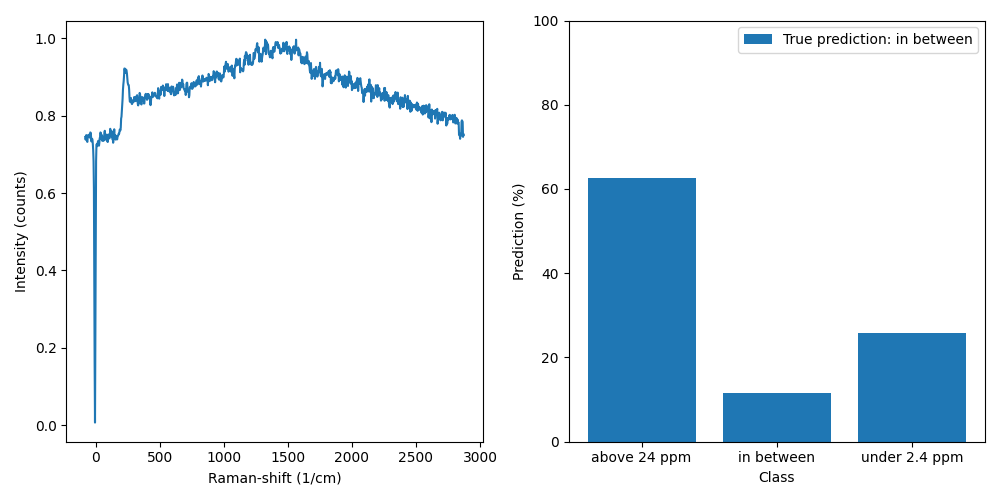 1.0
0.8
0.6
0.4
0.2
0.0
Intensity (counts)
0
500
1000
1500
2000
2500
3000
Raman-shift (1/cm)
100
80
60
40
20
0
Prediction (%)
True prediction: in between
above 24 ppm
in between
under 2.4 ppm
Class